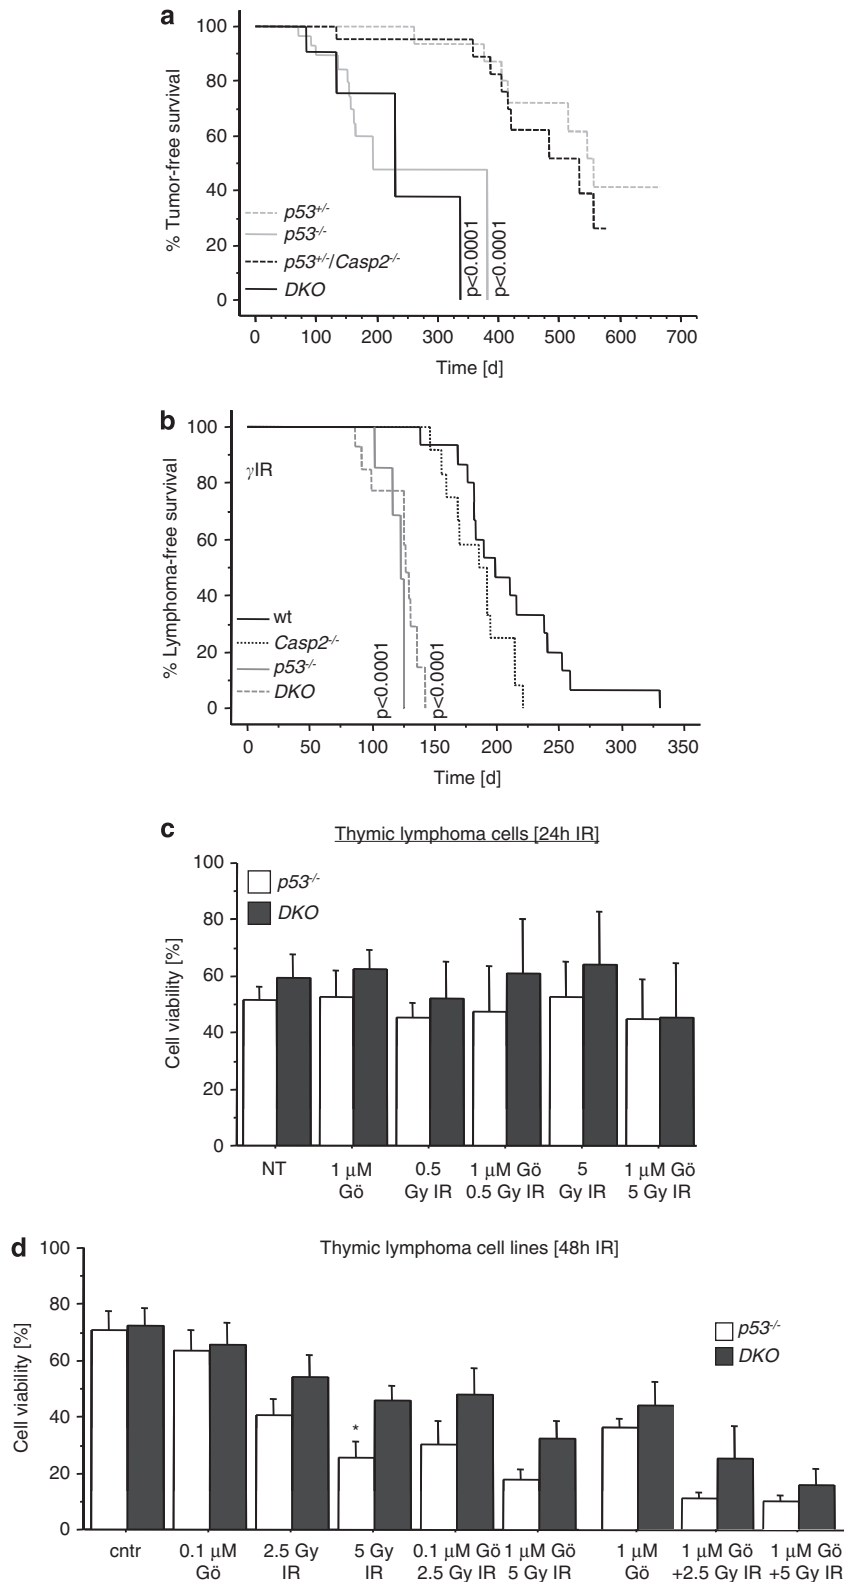 a
100
80
60
40
20
0
% Tumor-free survival
p53+/-
p53-/-
p53+/-/Casp2-/-
DKO
p<0.0001
p<0.0001
0 100 200 300 400 500 600 700
Time [d]
b
100
80
60
40
20
0
% Lymphoma-free survival
γIR
wt
Casp2-/-
p53-/-
DKO
p<0.0001
p<0.0001
0 50 100 150 200 250 300 350
Time [d]
c
Thymic lymphoma cells [24h IR]
100
80
60
40
20
0
Cell viability [%]
p53-/-
DKO
NT 1 μM 0.5 1 μM Gö 5 1 μM Gö
Gö Gy IR 0.5 Gy IR Gy IR 5 Gy IR
d
Thymic lymphoma cell lines [48h IR]
100
80
60
40
20
0
Cell viability [%]
p53-/-
DKO
*
cntr 0.1 μM 2.5 Gy 5 Gy 0.1 μM Gö 1 μM Gö 1 μM 1 μM Gö 1 μM Gö
Gö IR IR 2.5 Gy IR 5 Gy IR Gö +2.5 Gy IR +5 Gy IR